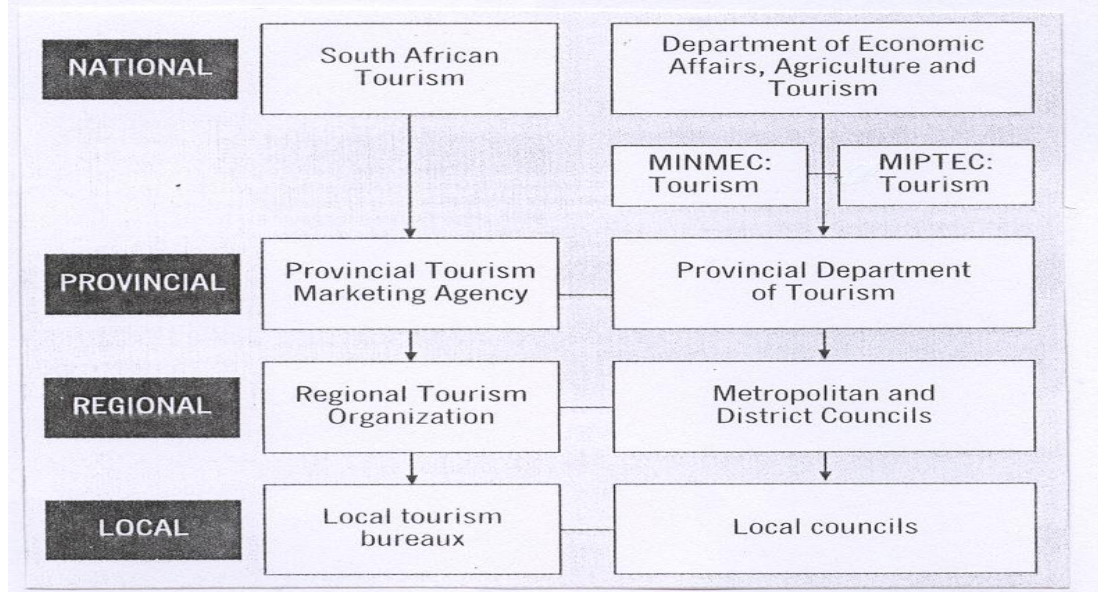 NATIONAL
South African
Tourism
Department of Economic
Affairs, Agriculture and
Tourism
MINMEC:
Tourism
MIPTEC:
Tourism
PROVINCIAL
Provincial Tourism
Marketing Agency
Provincial Department
of Tourism
REGIONAL
Regional Tourism
Organization
Metropolitan and
District Councils
LOCAL
Local tourism
bureaux
Local councils